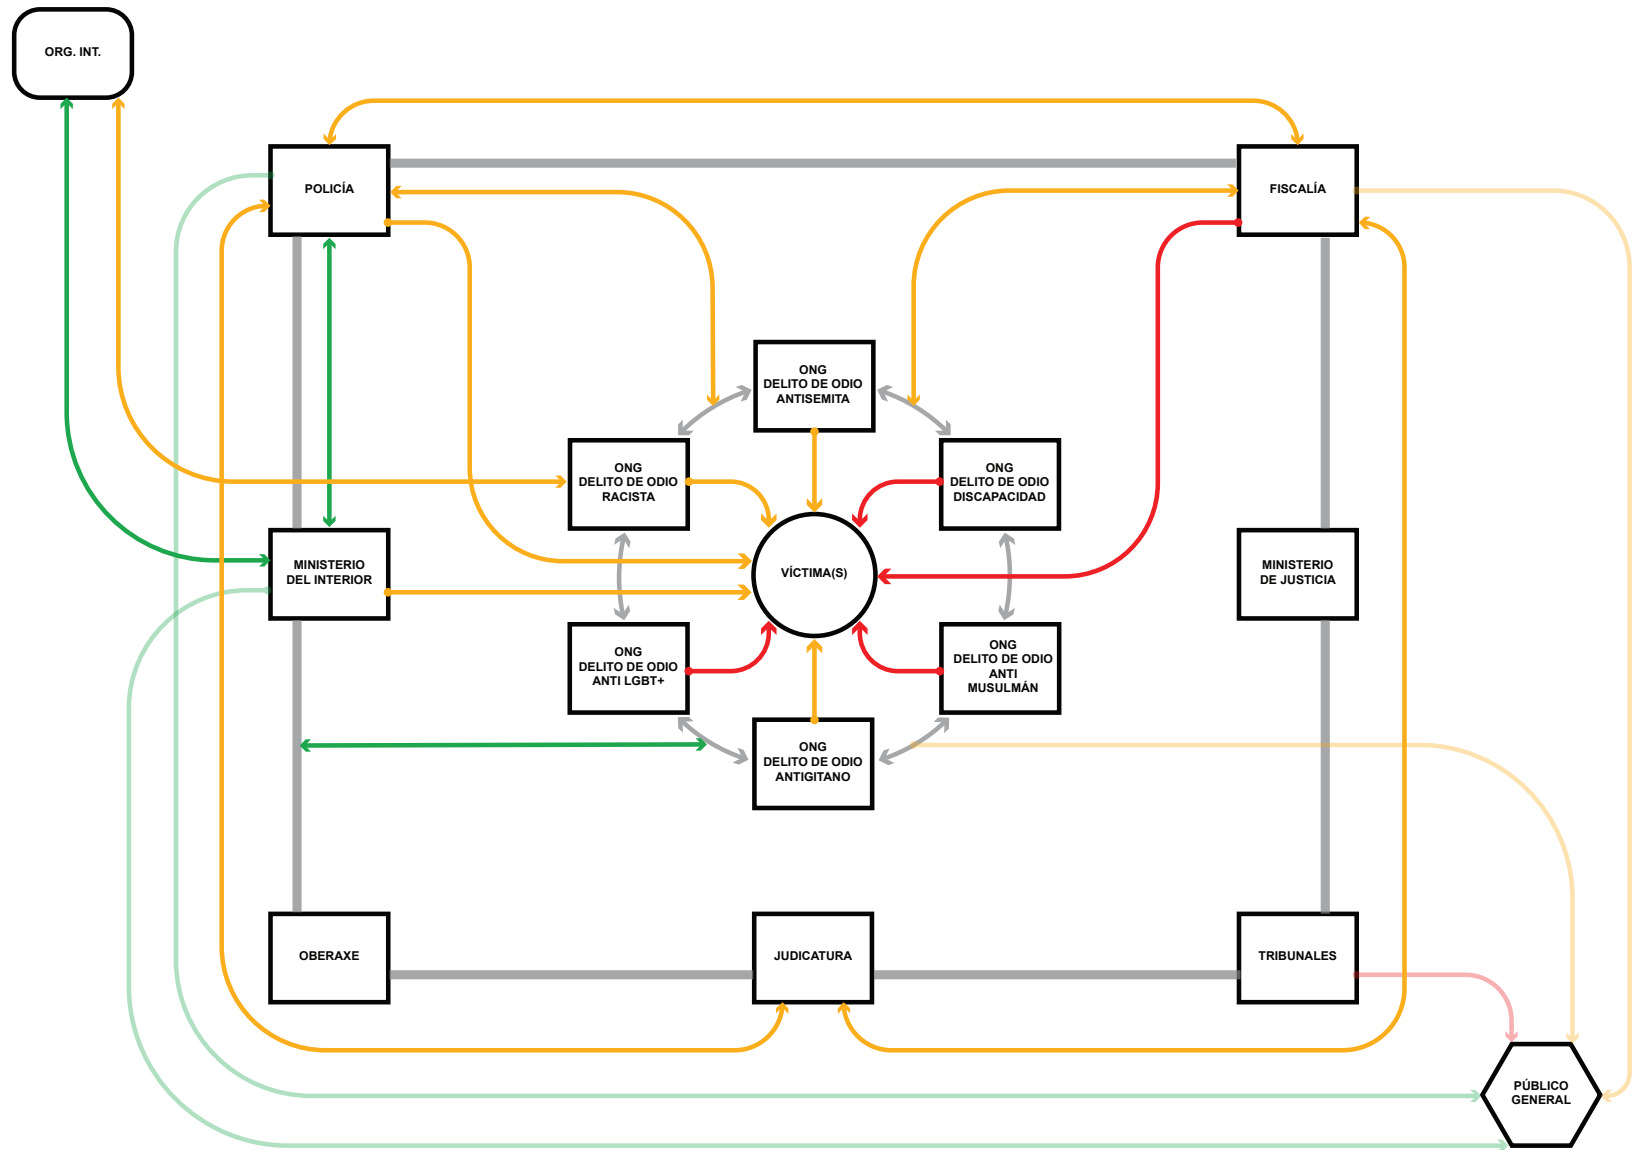 ORG. INT.
POLICÍA
FISCALÍA
ONG
DELITO DE ODIO
ANTISEMITA
ONG
DELITO DE ODIO
RACISTA
ONG
DELITO DE ODIO
DISCAPACIDAD
MINISTERIO
DEL INTERIOR
VÍCTIMA(S)
MINISTERIO
DE JUSTICIA
ONG
DELITO DE ODIO
ANTI LGBT+
ONG
DELITO DE ODIO
ANTI
MUSULMÁN
ONG
DELITO DE ODIO
ANTIGITANO
OBERAXE
JUDICATURA
TRIBUNALES
PÚBLICO
GENERAL